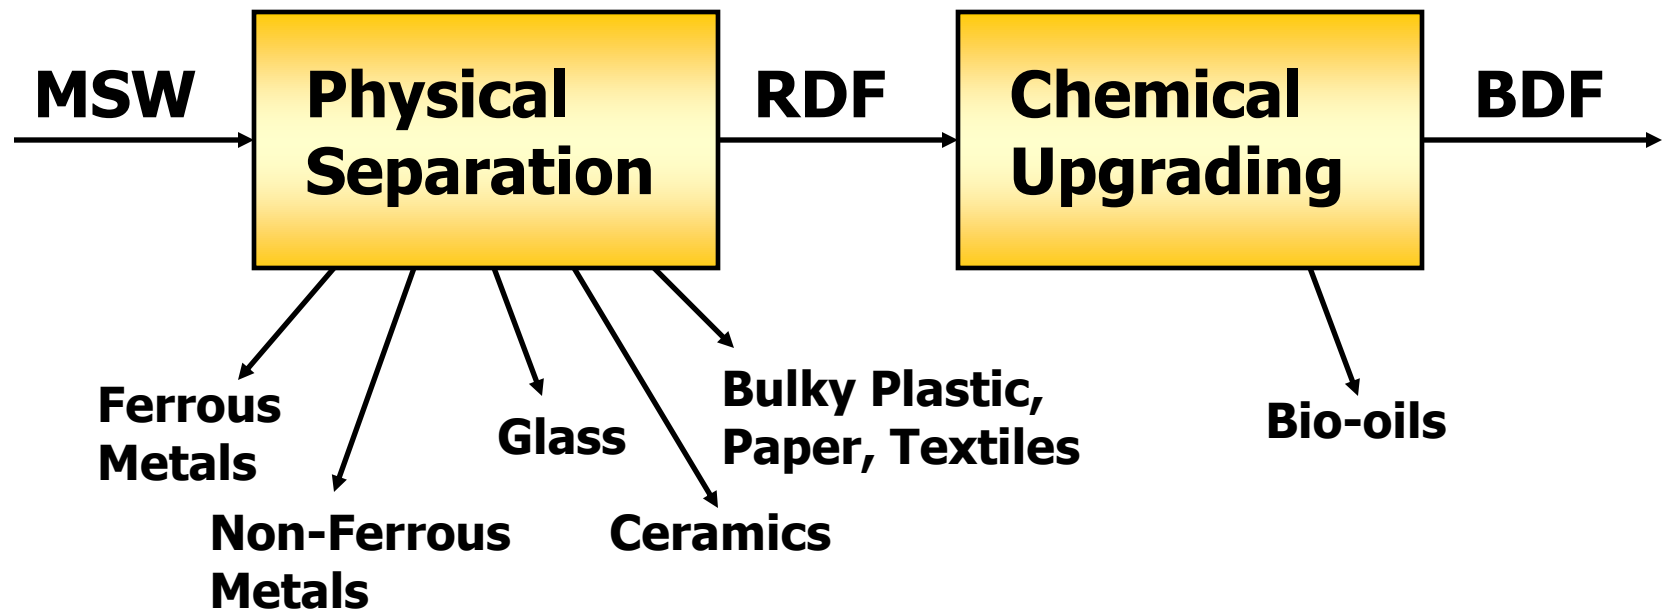 MSW
Physical
Separation
RDF
Chemical
Upgrading
BDF
Ferrous
Metals
Non-Ferrous
Metals
Glass
Ceramics
Bulky Plastic,
Paper, Textiles
Bio-oils